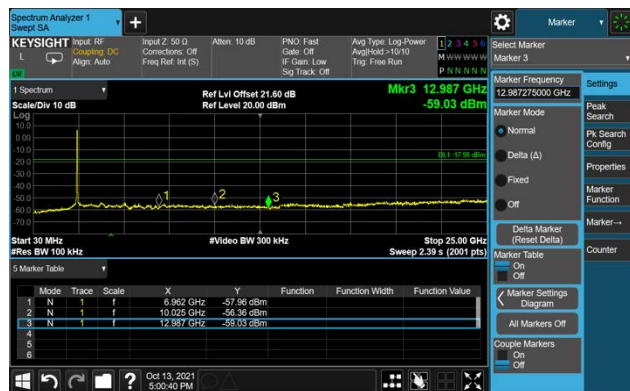 Spectrum Analyzer 1
Swept SA
Marker
KEYSIGHT Input: RF
Coupling: DC
Align: Auto
L
LV
Input Z: 50 Ω
Corrections: Off
Freq Ref: Int (S)
Atten: 10 dB
PNO: Fast
Gate: Off
IF Gain: Low
Sig Track: Off
Avg Type: Log-Power
Avg|Hold:>10/10
Trig: Free Run
1 2 3 4 5 6
M W W W W W
P N N N N N
Select Marker
Marker 3
1 Spectrum
Scale/Div 10 dB
Ref Lvl Offset 21.60 dB
Ref Level 20.00 dBm
Mkr3 12.987 GHz
-59.03 dBm
Log
10.0
0.00
-10.0
-20.0
-30.0
-40.0
-50.0
-60.0
-70.0
DL1 -17.99 dBm
1
2
3
Start 30 MHz
#Res BW 100 kHz
#Video BW 300 kHz
Stop 25.00 GHz
Sweep 2.39 s (2001 pts)
5 Marker Table
Mode Trace Scale X Y Function Function Width Function Value
1 N 1 f 6.962 GHz -57.96 dBm
2 N 1 f 10.025 GHz -56.36 dBm
3 N 1 f 12.987 GHz -59.03 dBm
4
5
6
Marker Frequency
12.987275000 GHz
Marker Mode
Normal
Delta (Δ)
Fixed
Off
Delta Marker
(Reset Delta)
Marker Table
On
Off
Marker Settings
Diagram
All Markers Off
Couple Markers
On
Off
Settings
Peak
Search
Pk Search
Config
Properties
Marker
Function
Marker→
Counter
?
Oct 13, 2021
5:00:40 PM